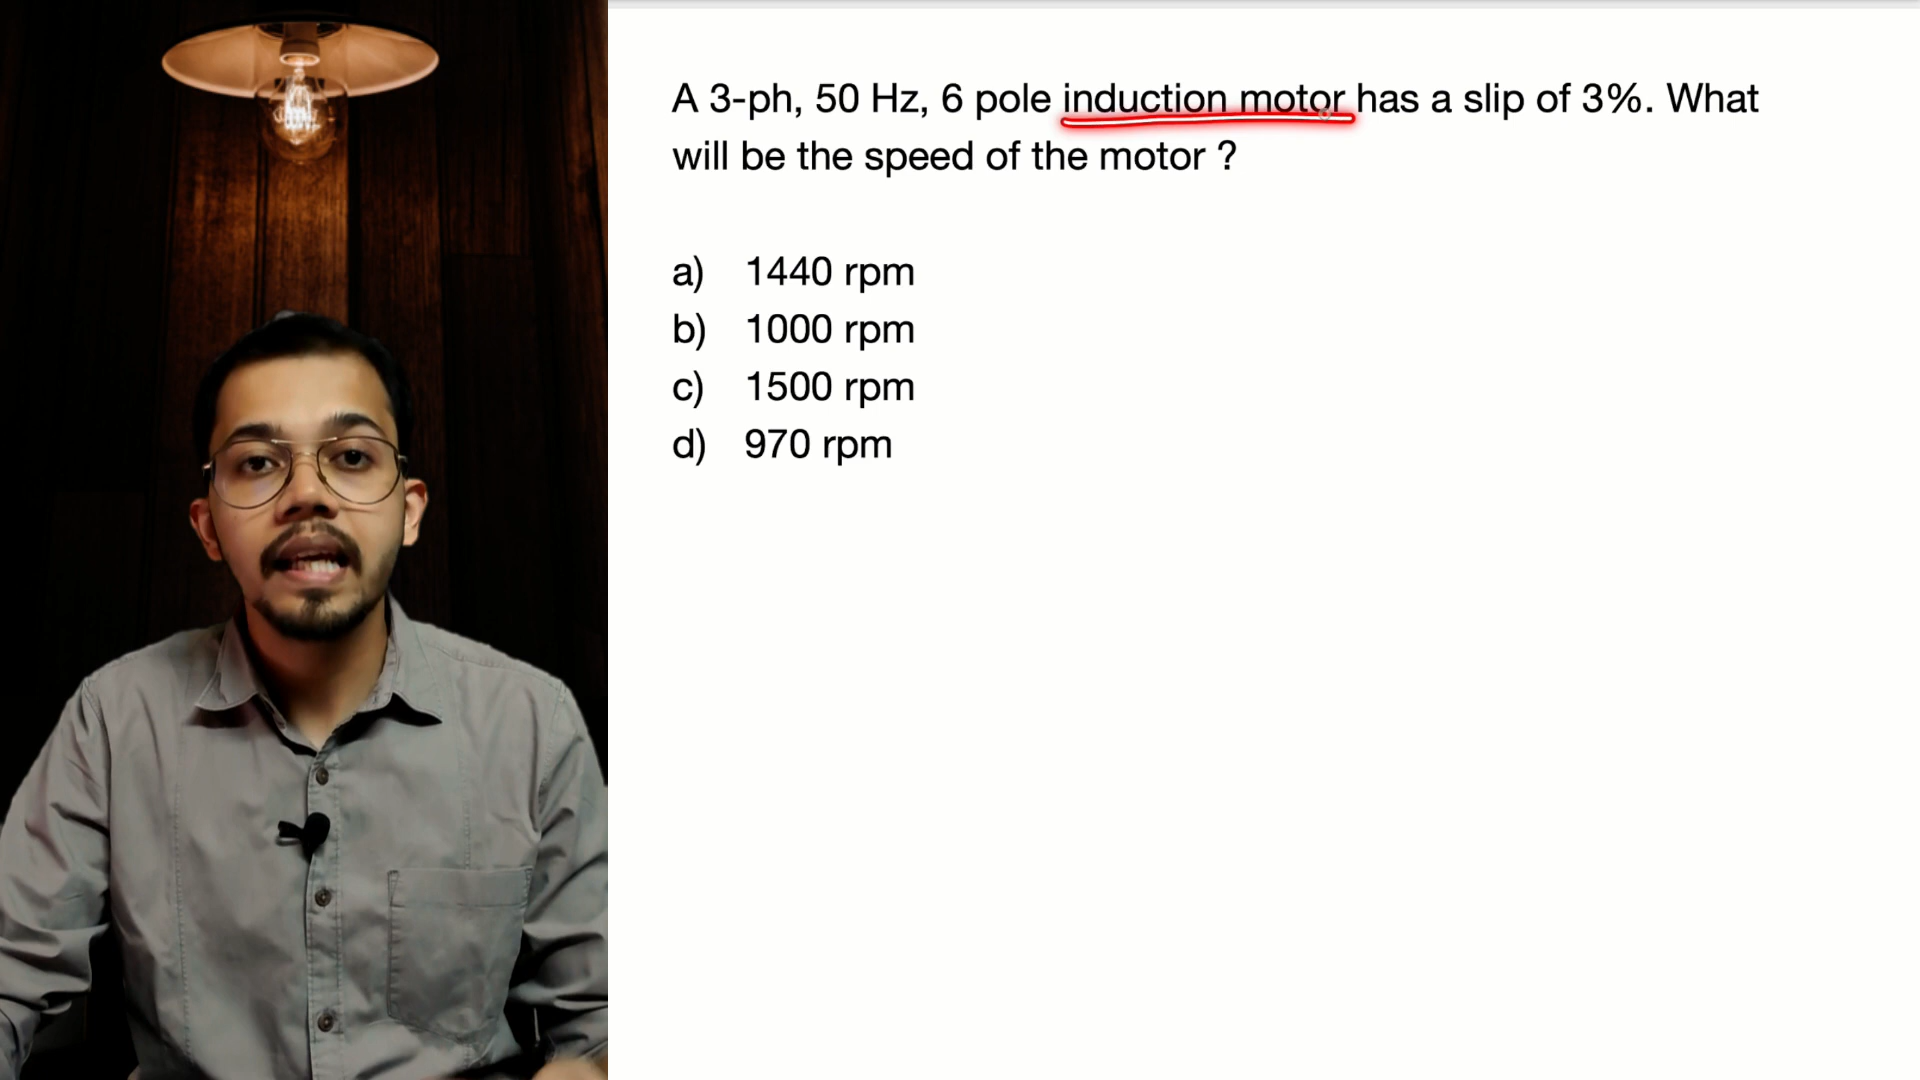 A 3-ph, 50 Hz, 6 pole induction motor has a slip of 3%. What
will be the speed of the motor ?
a) 1440 rpm
b) 1000 rpm
c) 1500 rpm
d) 970 rpm